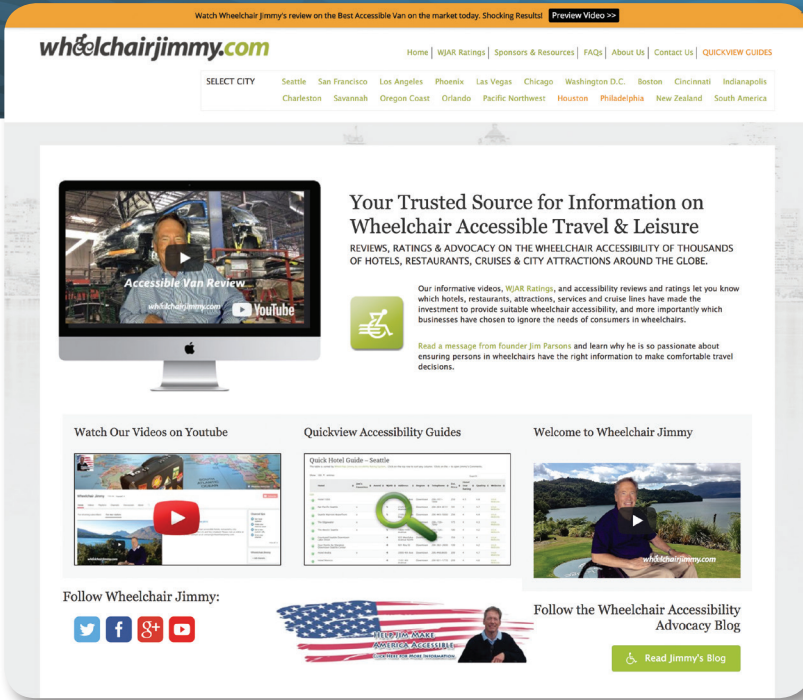 Watch Wheelchair Jimmy's review on the Best Accessible Van on the market today. Shocking Results! Preview Video >>
wheelchairjimmy.com
Home | WJAR Ratings | Sponsors & Resources | FAQs | About Us | Contact Us | QUICKVIEW GUIDES
SELECT CITY Seattle San Francisco Los Angeles Phoenix Las Vegas Chicago Washington D.C. Boston Cincinnati Indianapolis
Charleston Savannah Oregon Coast Orlando Pacific Northwest Houston Philadelphia New Zealand South America
Accessible Van Review
wheelchairjimmy.com
YouTube
Your Trusted Source for Information on
Wheelchair Accessible Travel & Leisure
REVIEWS, RATINGS & ADVOCACY ON THE WHEELCHAIR ACCESSIBILITY OF THOUSANDS
OF HOTELS, RESTAURANTS, CRUISES & CITY ATTRACTIONS AROUND THE GLOBE.
Our informative videos, WJAR Ratings, and accessibility reviews and ratings let you know
which hotels, restaurants, attractions, services and cruise lines have made the
investment to provide suitable wheelchair accessibility, and more importantly which
businesses have chosen to ignore the needs of consumers in wheelchairs.
Read a message from founder Jim Parsons and learn why he is so passionate about
ensuring persons in wheelchairs have the right information to make comfortable travel
decisions.
Watch Our Videos on Youtube
Quickview Accessibility Guides
Quick Hotel Guide – Seattle
Welcome to Wheelchair Jimmy
wheelchairjimmy.com
Follow Wheelchair Jimmy:
HELP JIM MAKE
AMERICA ACCESSIBLE
CLICK HERE FOR MORE INFORMATION
Follow the Wheelchair Accessibility
Advocacy Blog
Read Jimmy's Blog